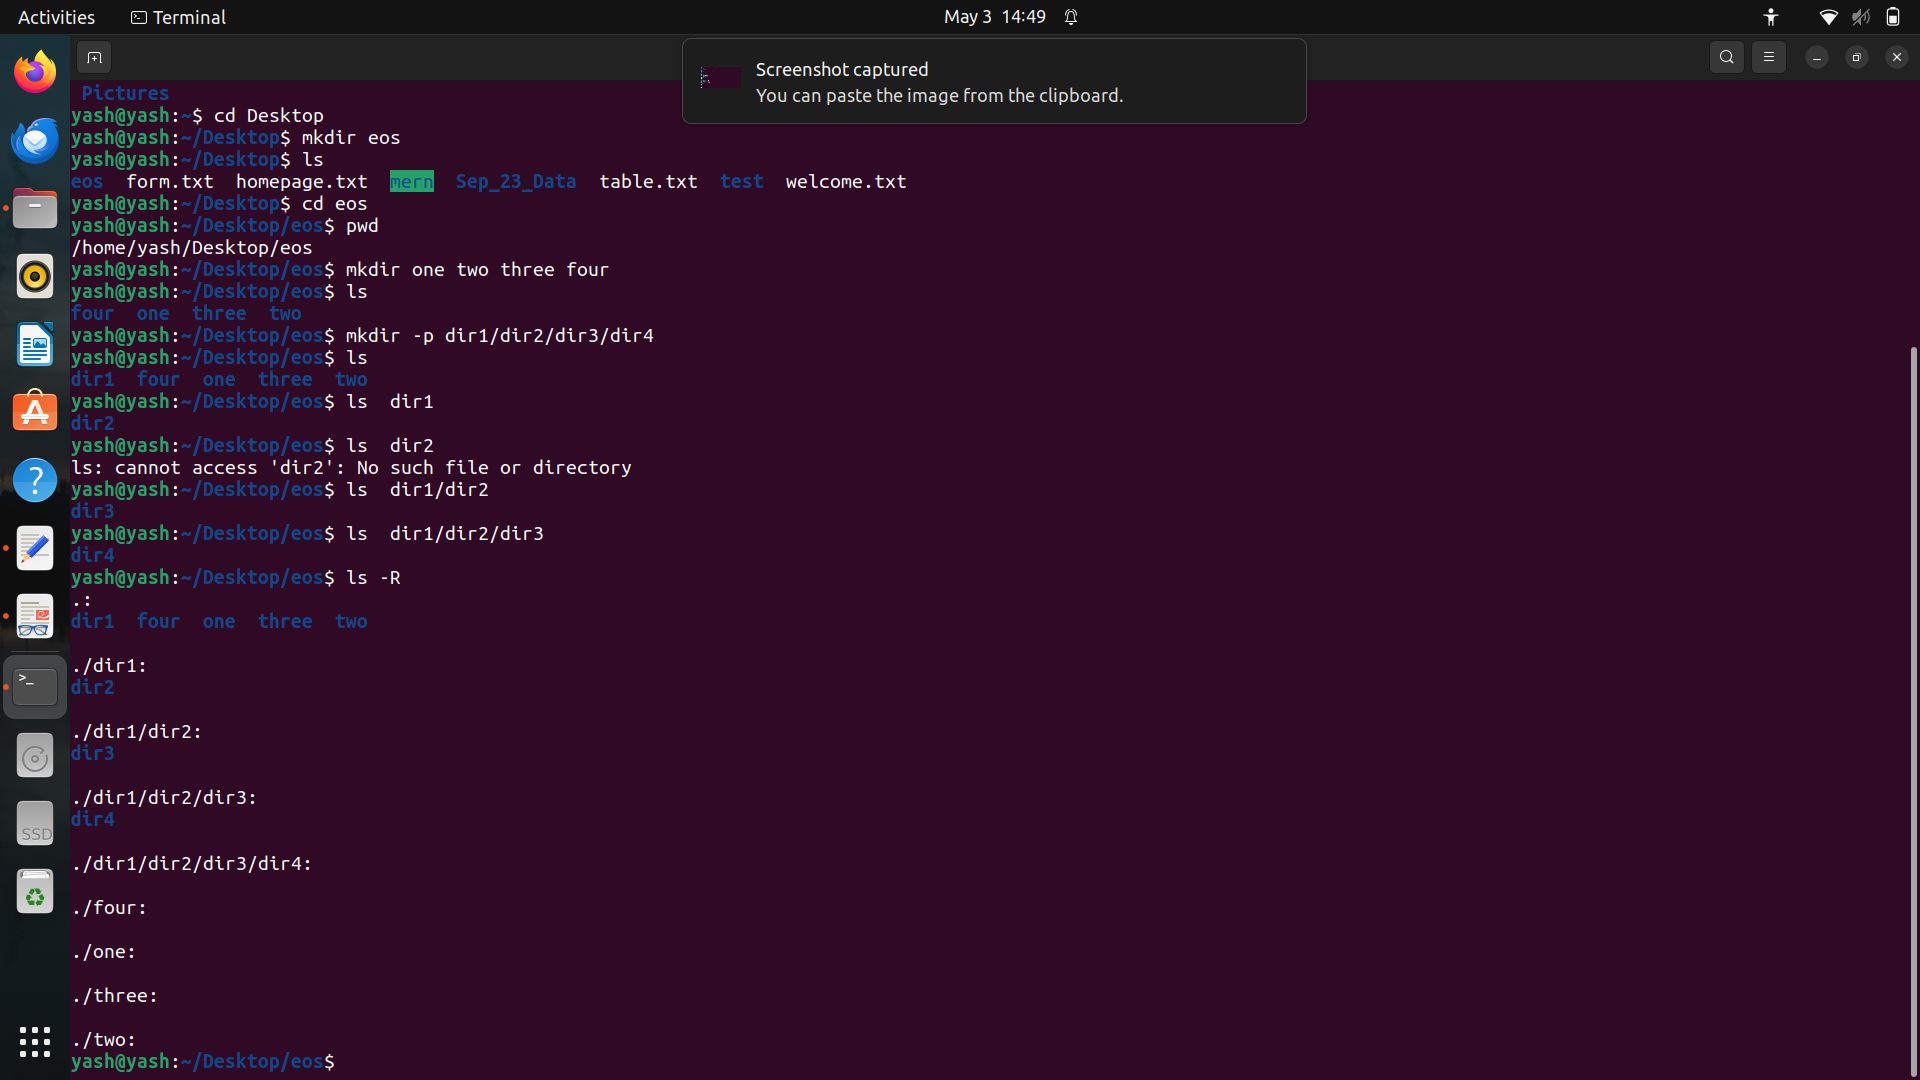 Activities Terminal May 3 14:49
Screenshot captured
You can paste the image from the clipboard.
Pictures
yash@yash:~$ cd Desktop
yash@yash:~/Desktop$ mkdir eos
yash@yash:~/Desktop$ ls
eos  form.txt  homepage.txt  mern  Sep_23_Data  table.txt  test  welcome.txt
yash@yash:~/Desktop$ cd eos
yash@yash:~/Desktop/eos$ pwd
/home/yash/Desktop/eos
yash@yash:~/Desktop/eos$ mkdir one two three four
yash@yash:~/Desktop/eos$ ls
four  one  three  two
yash@yash:~/Desktop/eos$ mkdir -p dir1/dir2/dir3/dir4
yash@yash:~/Desktop/eos$ ls
dir1  four  one  three  two
yash@yash:~/Desktop/eos$ ls  dir1
dir2
yash@yash:~/Desktop/eos$ ls  dir2
ls: cannot access 'dir2': No such file or directory
yash@yash:~/Desktop/eos$ ls  dir1/dir2
dir3
yash@yash:~/Desktop/eos$ ls  dir1/dir2/dir3
dir4
yash@yash:~/Desktop/eos$ ls -R
.:
dir1  four  one  three  two

./dir1:
dir2

./dir1/dir2:
dir3

./dir1/dir2/dir3:
dir4

./dir1/dir2/dir3/dir4:

./four:

./one:

./three:

./two:
yash@yash:~/Desktop/eos$
SSD